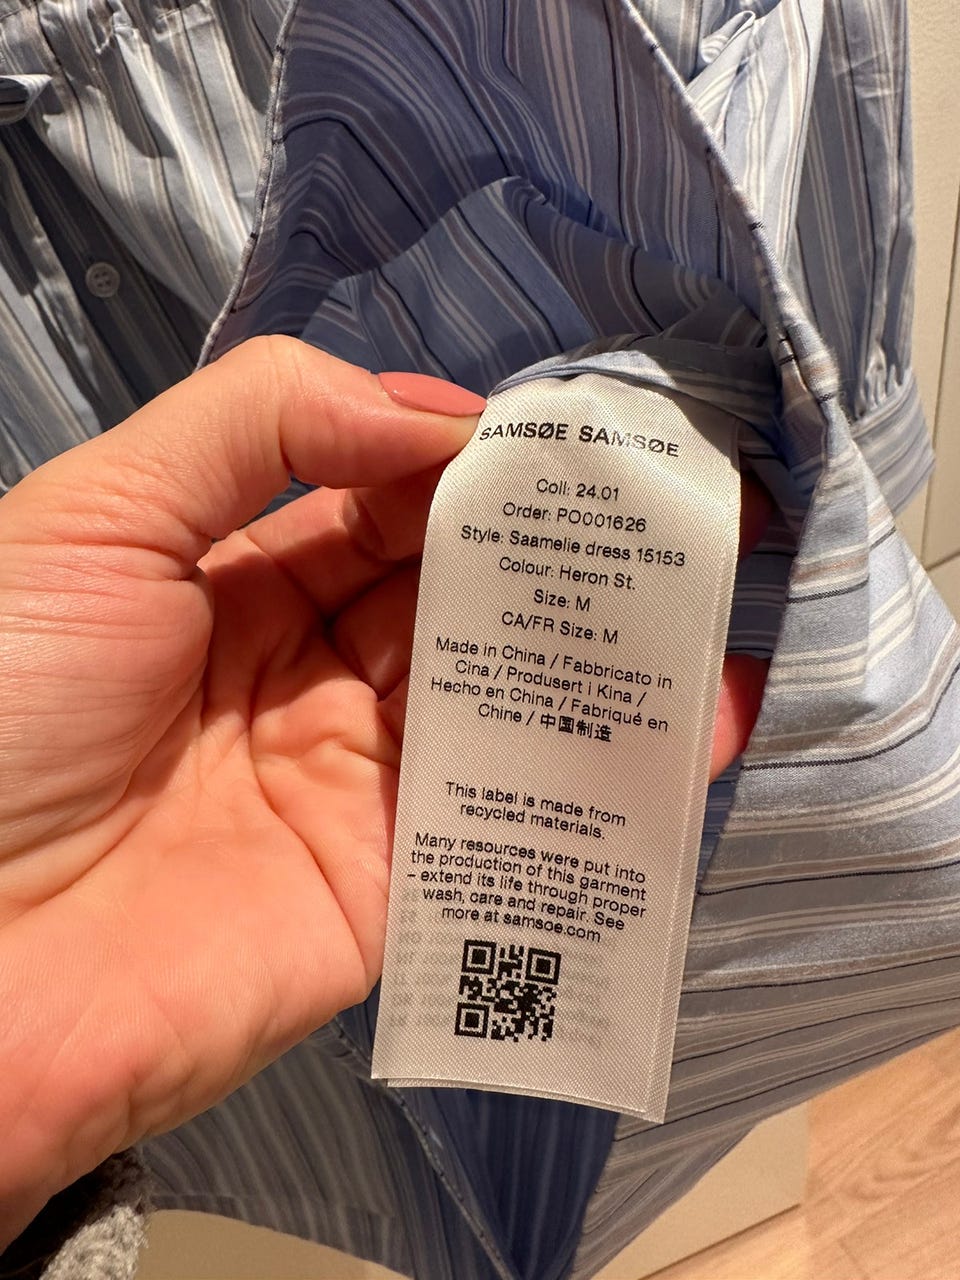 SAMSØE SAMSØE
Coll: 24.01
Order: PO001626
Style: Saamelie dress 15153
Colour: Heron St.
Size: M
CA/FR Size: M
Made in China / Fabbricato in
Cina / Produsert i Kina /
Hecho en China / Fabriqué en
Chine / 中国制造
This label is made from
recycled materials.
Many resources were put into
the production of this garment
– extend its life through proper
wash, care and repair. See
more at samsoe.com